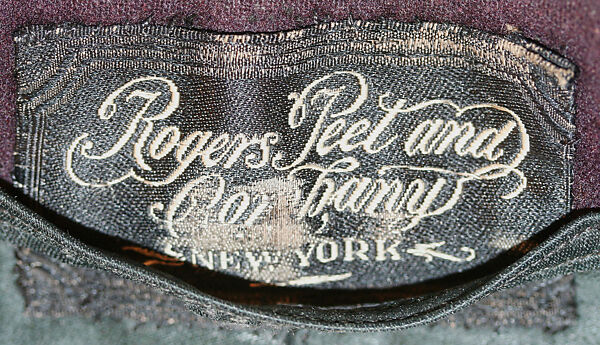 Rogers Peet and
Company
NEW YORK